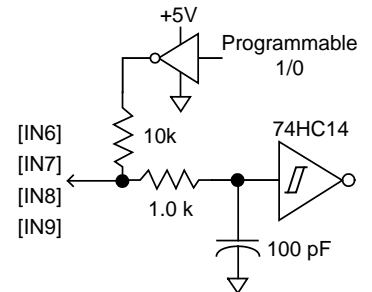 +5V
Programmable
1/0
[IN6]
[IN7]
[IN8]
[IN9]
10k
74HC14
1.0 k
100 pF